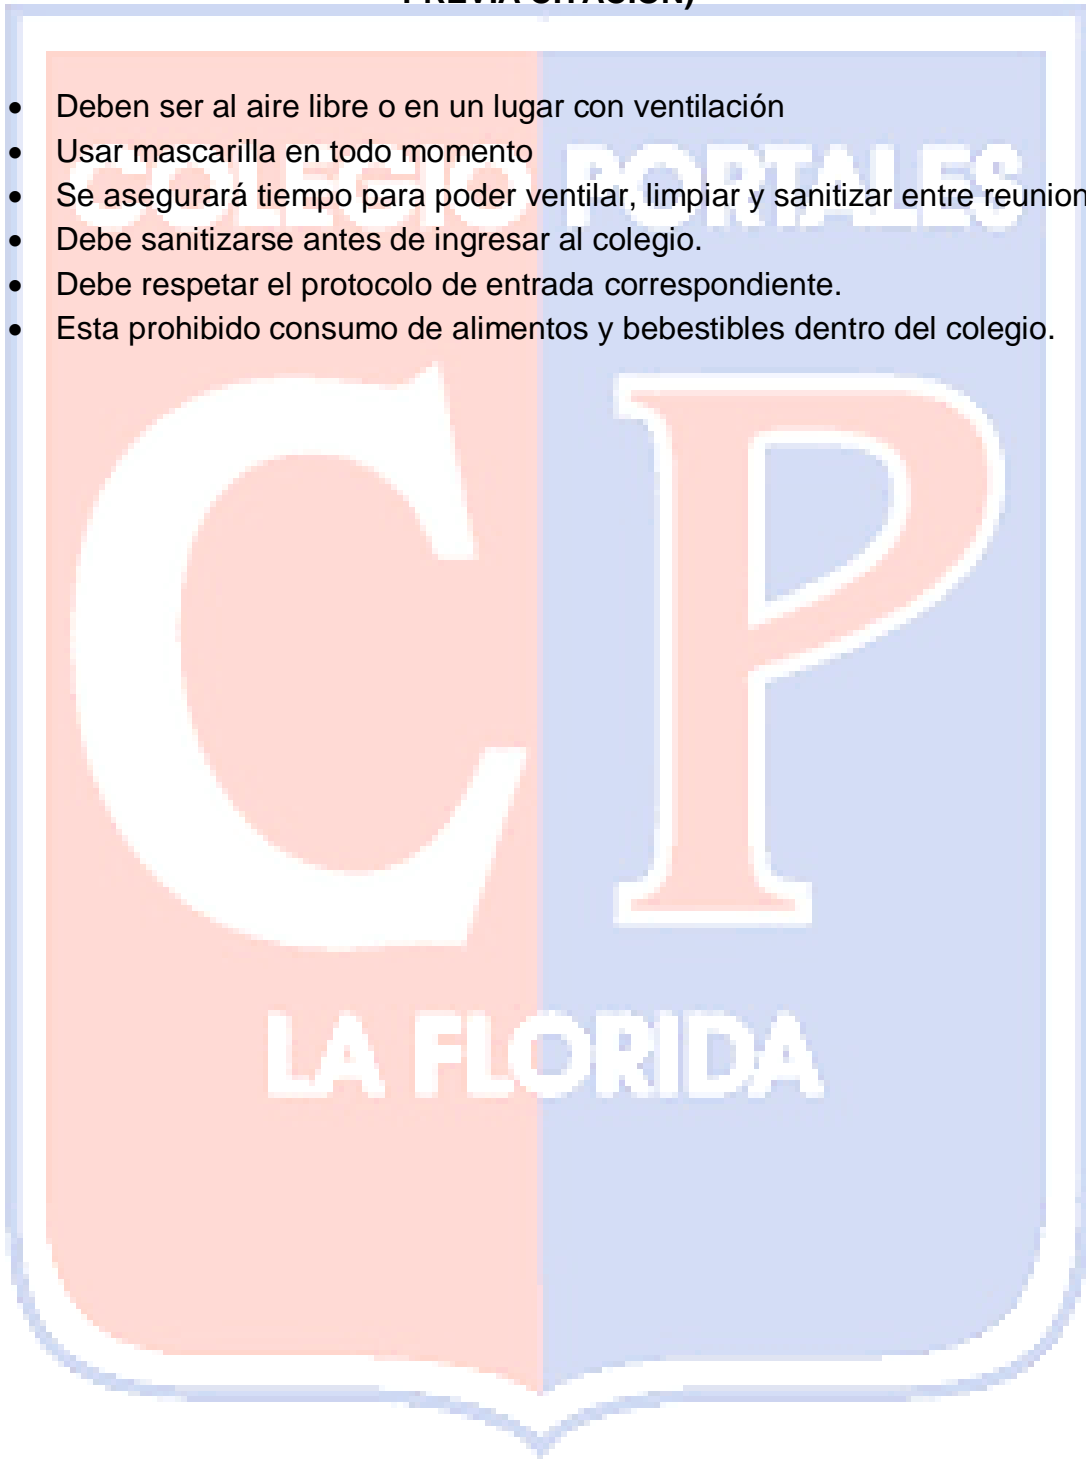 PREVIA CITACIÓN)
• Deben ser al aire libre o en un lugar con ventilación
• Usar mascarilla en todo momento
• Se asegurará tiempo para poder ventilar, limpiar y sanitizar entre reunion
• Debe sanitizarse antes de ingresar al colegio.
• Debe respetar el protocolo de entrada correspondiente.
• Esta prohibido consumo de alimentos y bebestibles dentro del colegio.
COLEGIO PORTALES
CP
LA FLORIDA